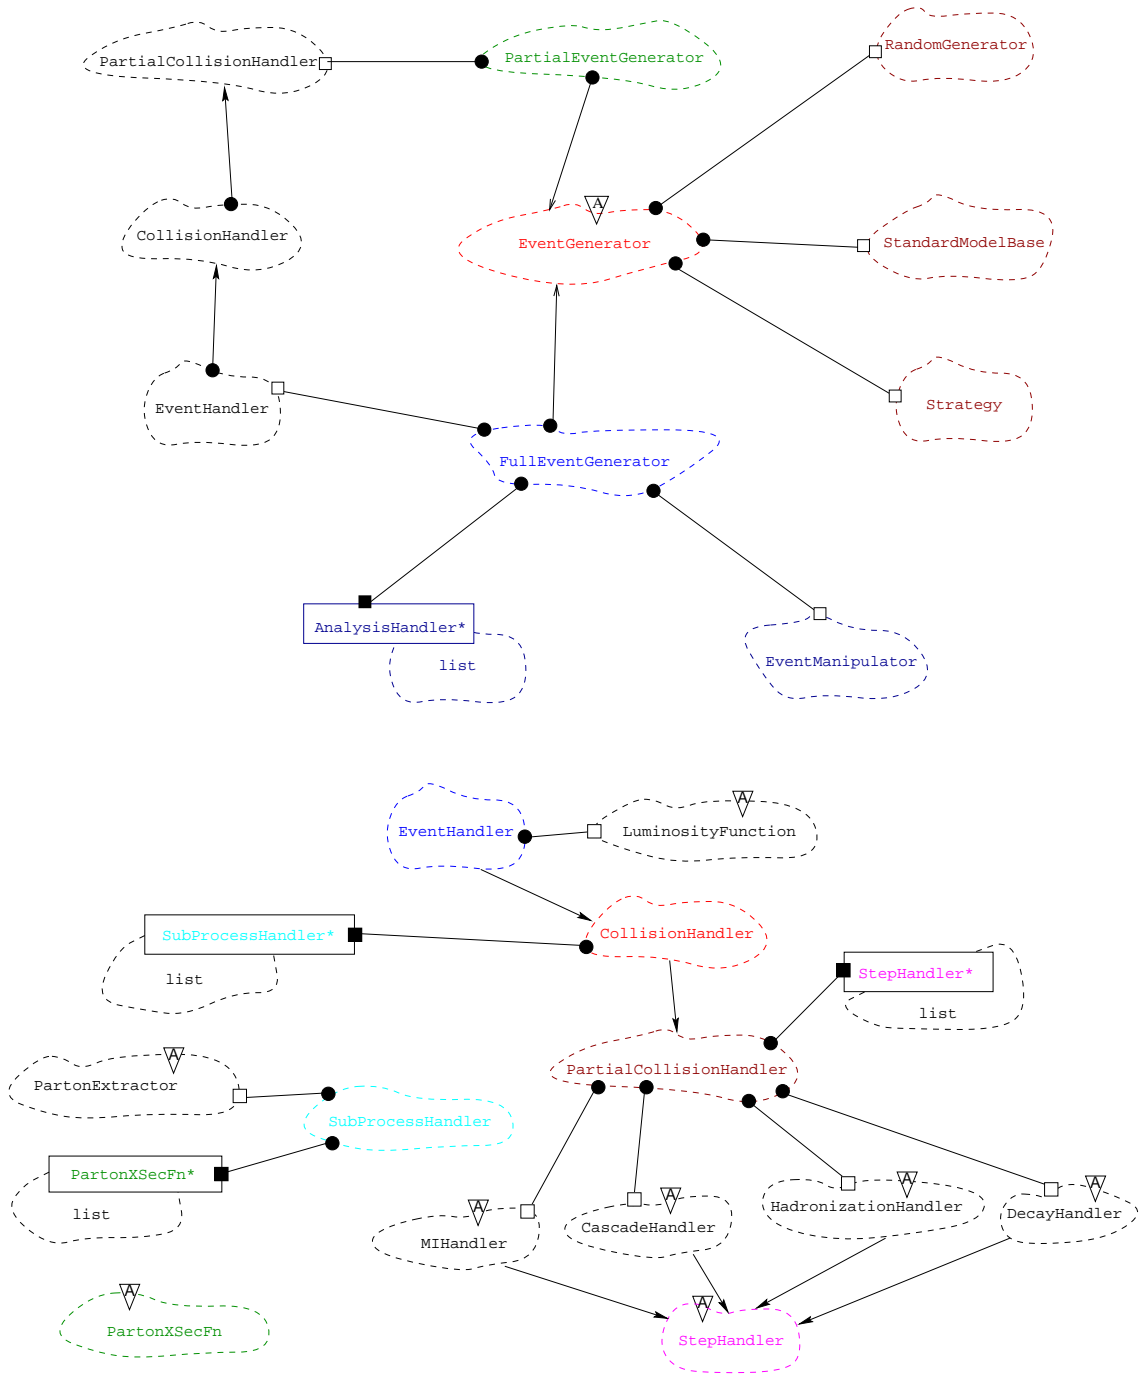 PartialCollisionHandler
PartialEventGenerator
RandomGenerator
A
CollisionHandler
EventGenerator
StandardModelBase
EventHandler
Strategy
FullEventGenerator
AnalysisHandler*
list
EventManipulator
A
EventHandler
LuminosityFunction
SubProcessHandler*
list
CollisionHandler
StepHandler*
list
A
PartonExtractor
PartialCollisionHandler
SubProcessHandler
PartonXSecFn*
list
A
MIHandler
A
CascadeHandler
A
HadronizationHandler
A
DecayHandler
A
PartonXSecFn
A
StepHandler